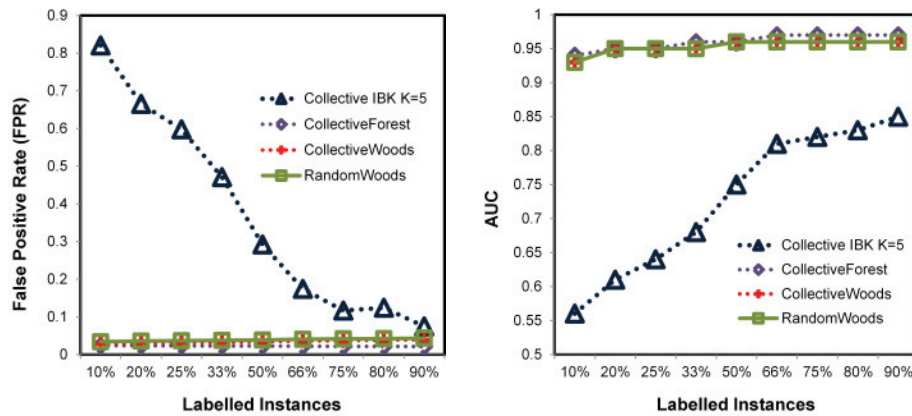 0.9
0.8
0.7
0.6
0.5
0.4
0.3
0.2
0.1
0
False Positive Rate (FPR)
Collective IBK K=5
CollectiveForest
CollectiveWoods
RandomWoods
10% 20% 25% 33% 50% 66% 75% 80% 90%
Labelled Instances
1
0.95
0.9
0.85
0.8
0.75
0.7
0.65
0.6
0.55
0.5
AUC
Collective IBK K=5
CollectiveForest
CollectiveWoods
RandomWoods
10% 20% 25% 33% 50% 66% 75% 80% 90%
Labelled Instances